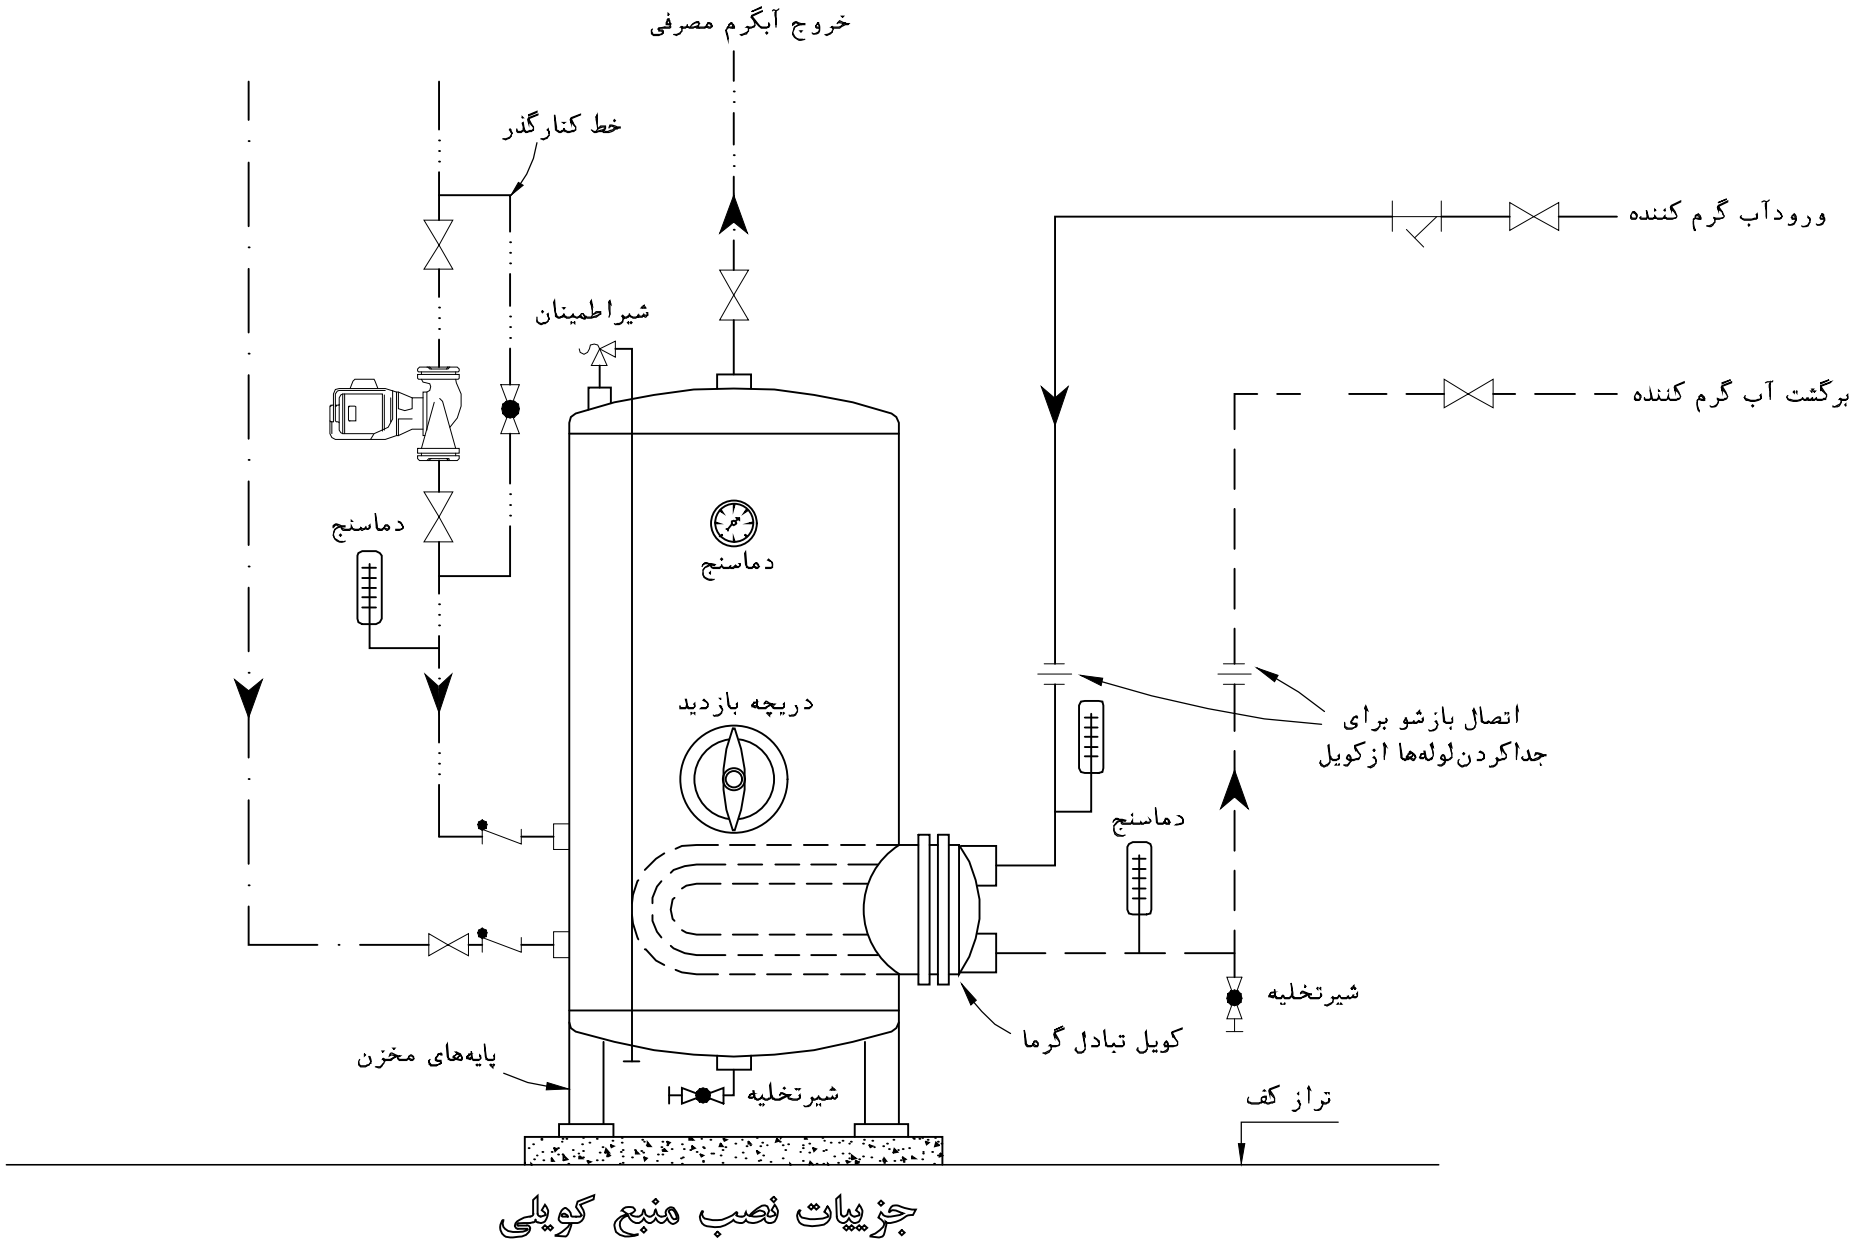 خروج آبگرم مصرفی
خط کنارگذر
ورودآب گرم کننده
شیراطمینان
برگشت آب گرم کننده
دماسنج
دماسنج
دریچه بازدید
اتصال بازشو برای
جداکردن‌لوله‌ها ازکویل
دماسنج
شیرتخلیه
کویل تبادل گرما
پایه‌های مخزن
شیرتخلیه
تراز کف
جزییات نصب منبع کویلی